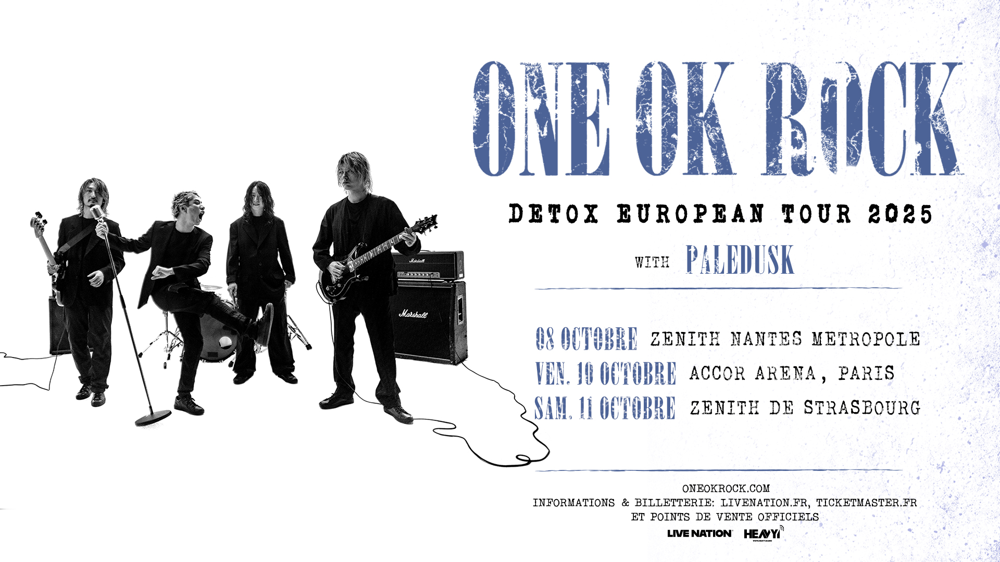 ONE OK ROCK
DETOX EUROPEAN TOUR 2025
WITH PALEDUSK
08 OCTOBRE ZENITH NANTES METROPOLE
VEN. 10 OCTOBRE ACCOR ARENA, PARIS
SAM. 11 OCTOBRE ZENITH DE STRASBOURG
Marshall
Marshall
ONEOKROCK.COM
INFORMATIONS & BILLETTERIE: LIVENATION.FR, TICKETMASTER.FR
ET POINTS DE VENTE OFFICIELS
LIVE NATION HEAVY1